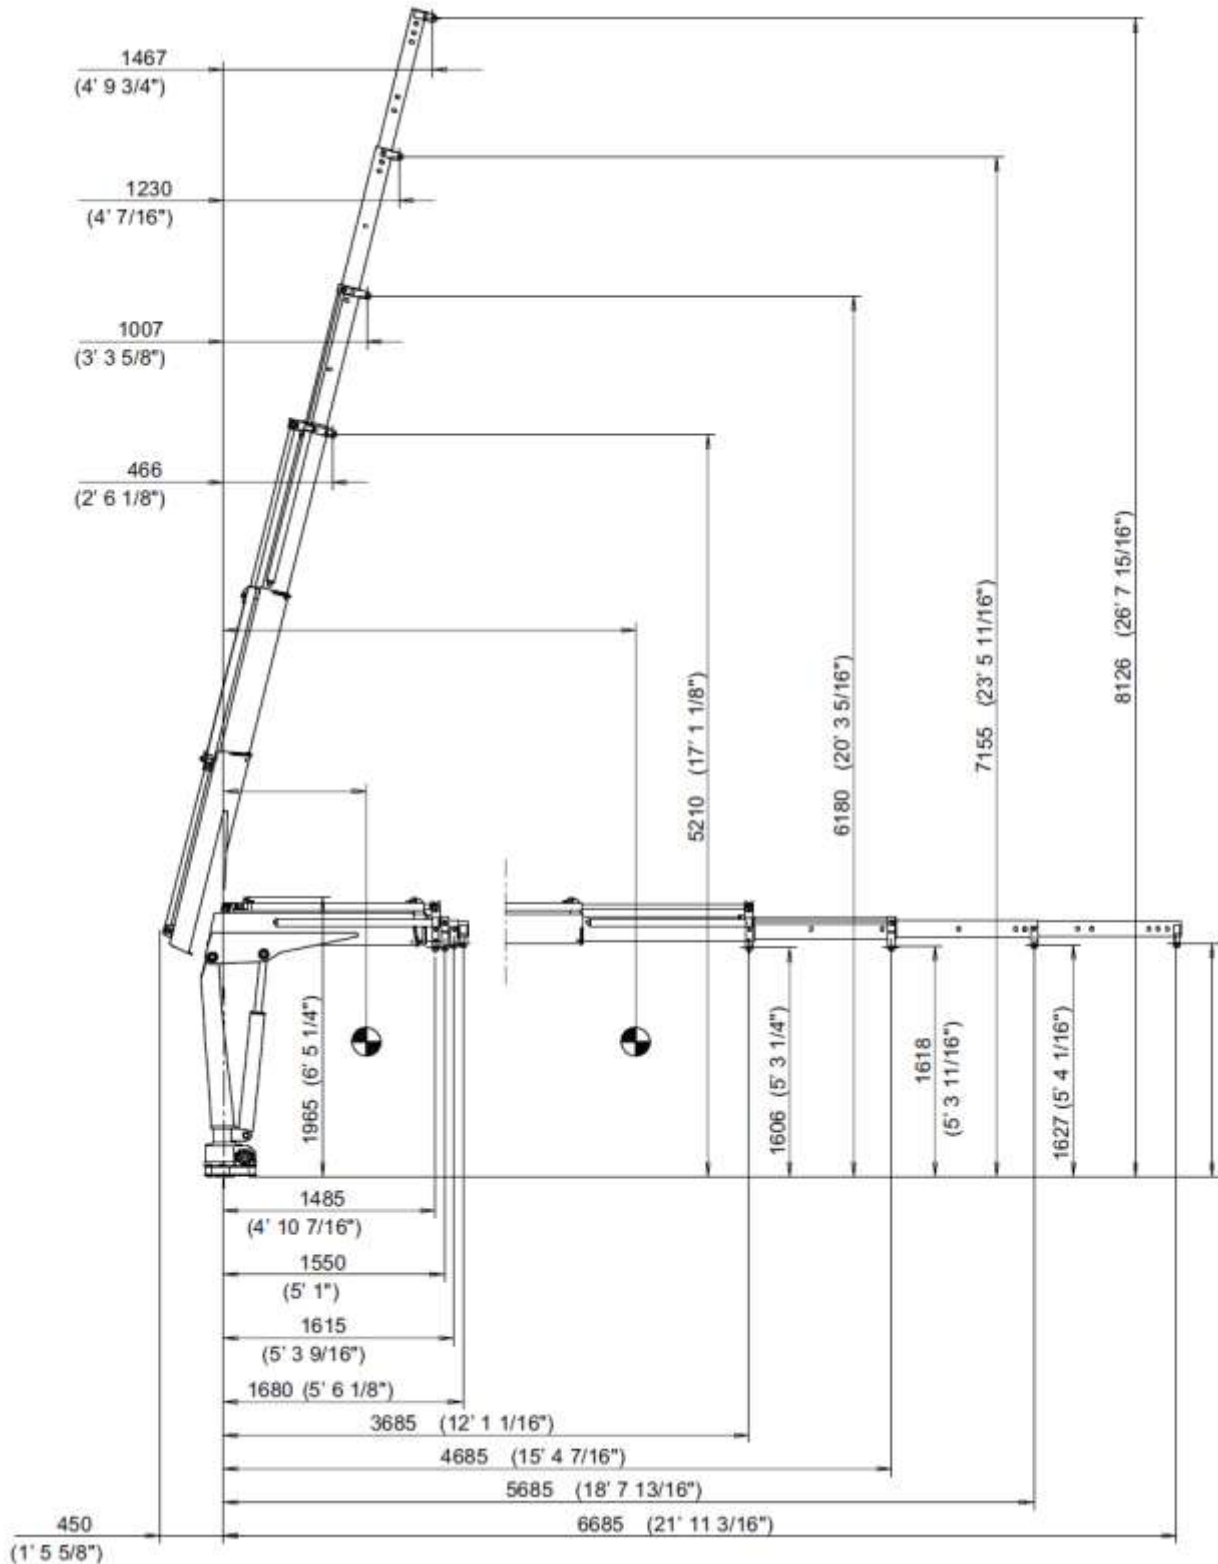 1467
(4' 9 3/4")
1230
(4' 7/16")
1007
(3' 3 5/8")
466
(2' 6 1/8")
8126 (26' 7 15/16")
7155 (23' 5 11/16")
6180 (20' 3 5/16")
5210 (17' 1 1/8")
1965 (6' 5 1/4")
1606 (5' 3 1/4")
1618
(5' 3 11/16")
1627 (5' 4 1/16")
1485
(4' 10 7/16")
1550
(5' 1")
1615
(5' 3 9/16")
1680 (5' 6 1/8")
3685 (12' 1 1/16")
4685 (15' 4 7/16")
5685 (18' 7 13/16")
6685 (21' 11 3/16")
450
(1' 5 5/8")